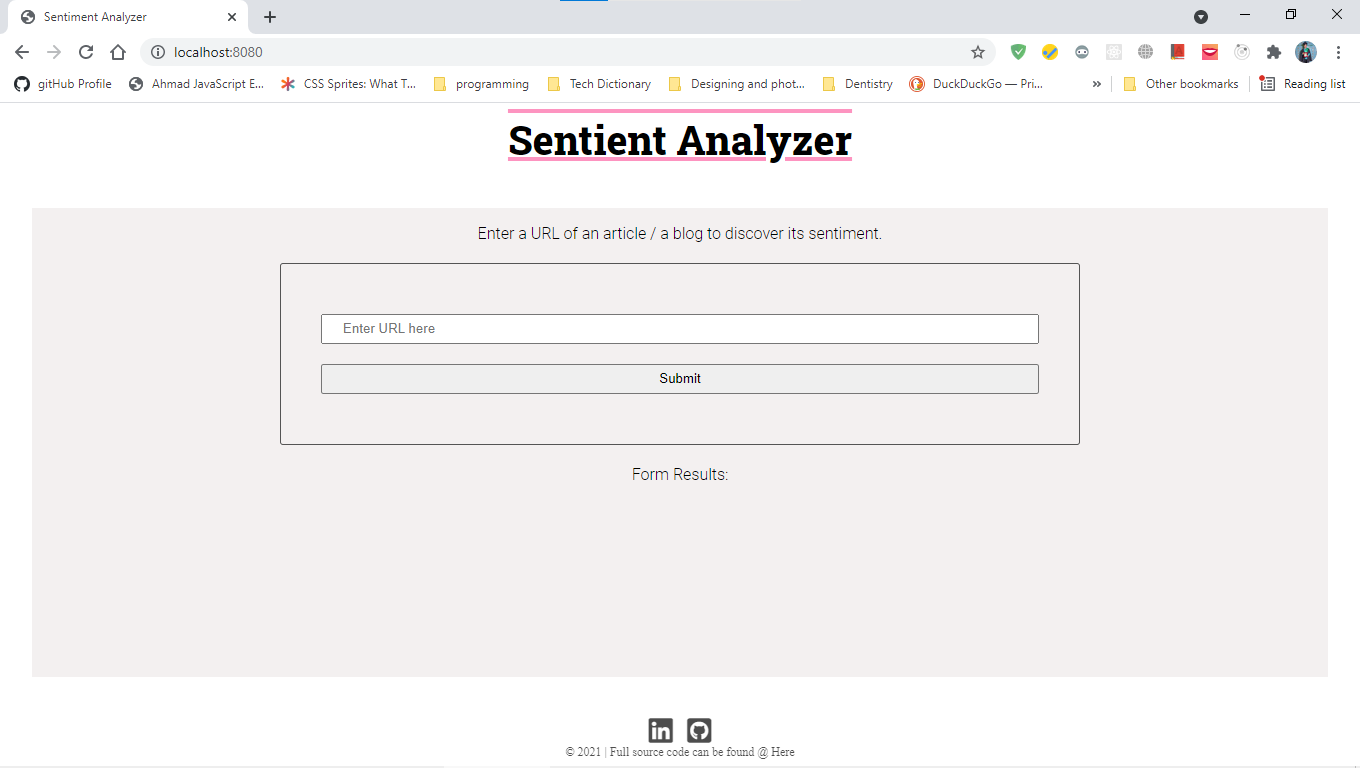 Sentiment Analyzer
localhost:8080
gitHub Profile Ahmad JavaScript E... CSS Sprites: What T... programming Tech Dictionary Designing and phot... Dentistry DuckDuckGo — Pri... » Other bookmarks Reading list
Sentient Analyzer
Enter a URL of an article / a blog to discover its sentiment.
Enter URL here
Submit
Form Results:
in
© 2021 | Full source code can be found @ Here